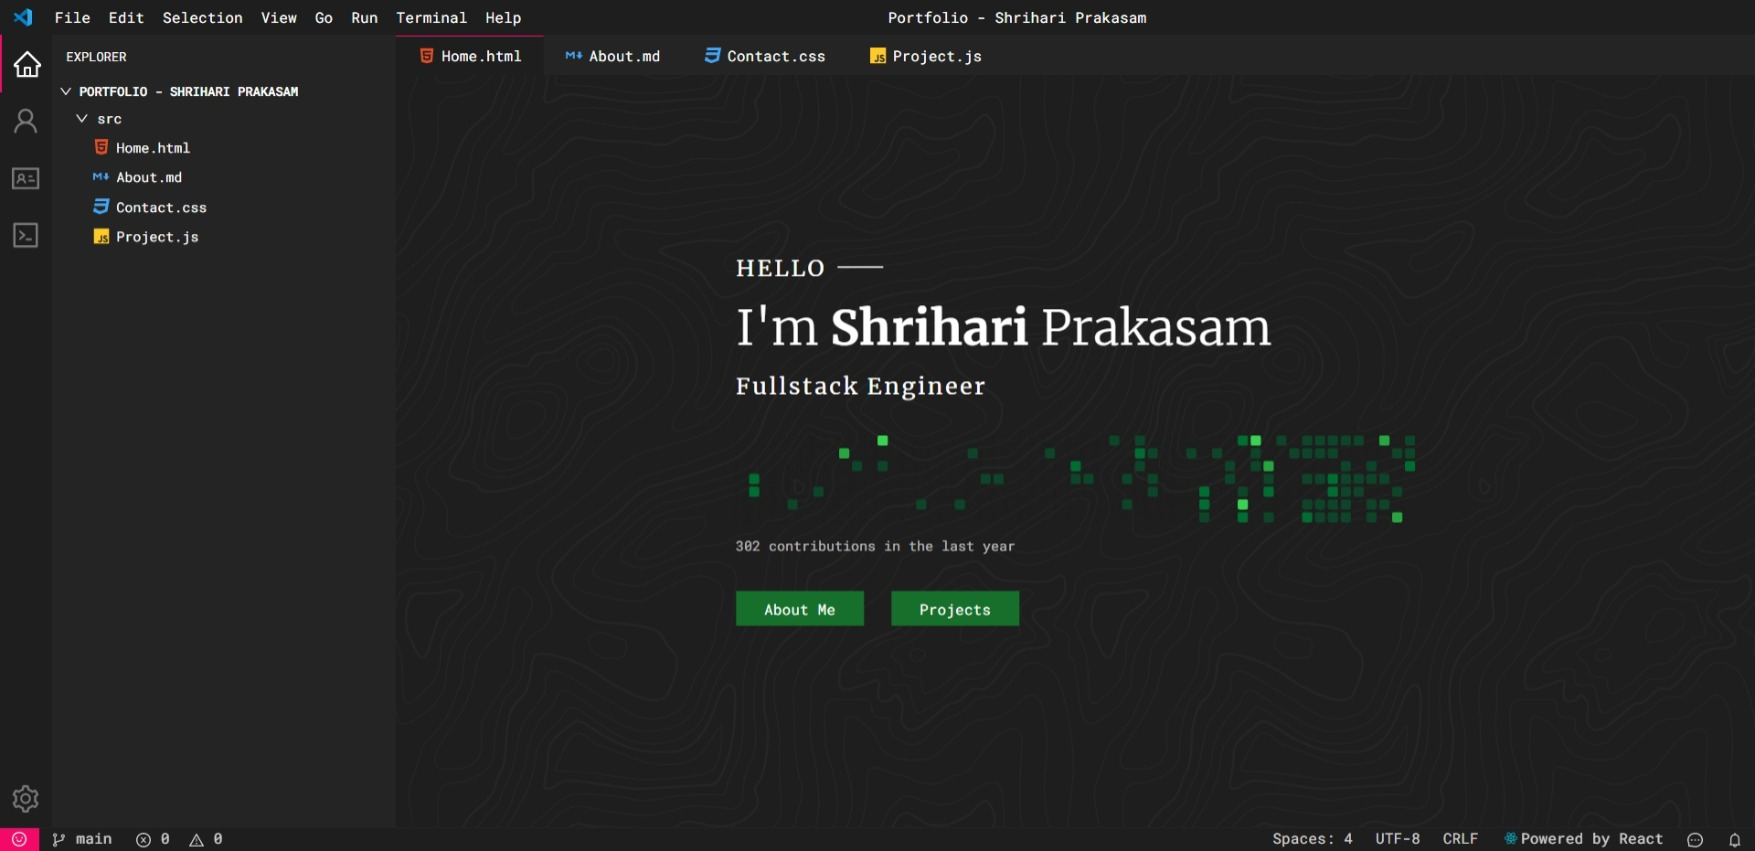 File Edit Selection View Go Run Terminal Help
Portfolio - Shrihari Prakasam
EXPLORER
PORTFOLIO - SHRIHARI PRAKASAM
src
Home.html
About.md
Contact.css
Project.js
Home.html
About.md
Contact.css
Project.js
HELLO
I'm Shrihari Prakasam
Fullstack Engineer
302 contributions in the last year
About Me
Projects
main 0 0
Spaces: 4 UTF-8 CRLF Powered by React